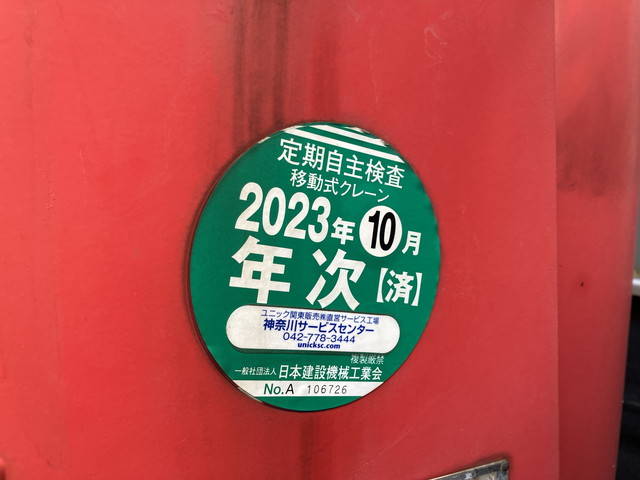 定期自主検査
移動式クレーン
2023年10月
年次【済】
ユニック関東販売㈱直営サービス工場
神奈川サービスセンター
042-778-3444
unicksc.com
複製厳禁
一般社団法人 日本建設機械工業会
No.A 106726